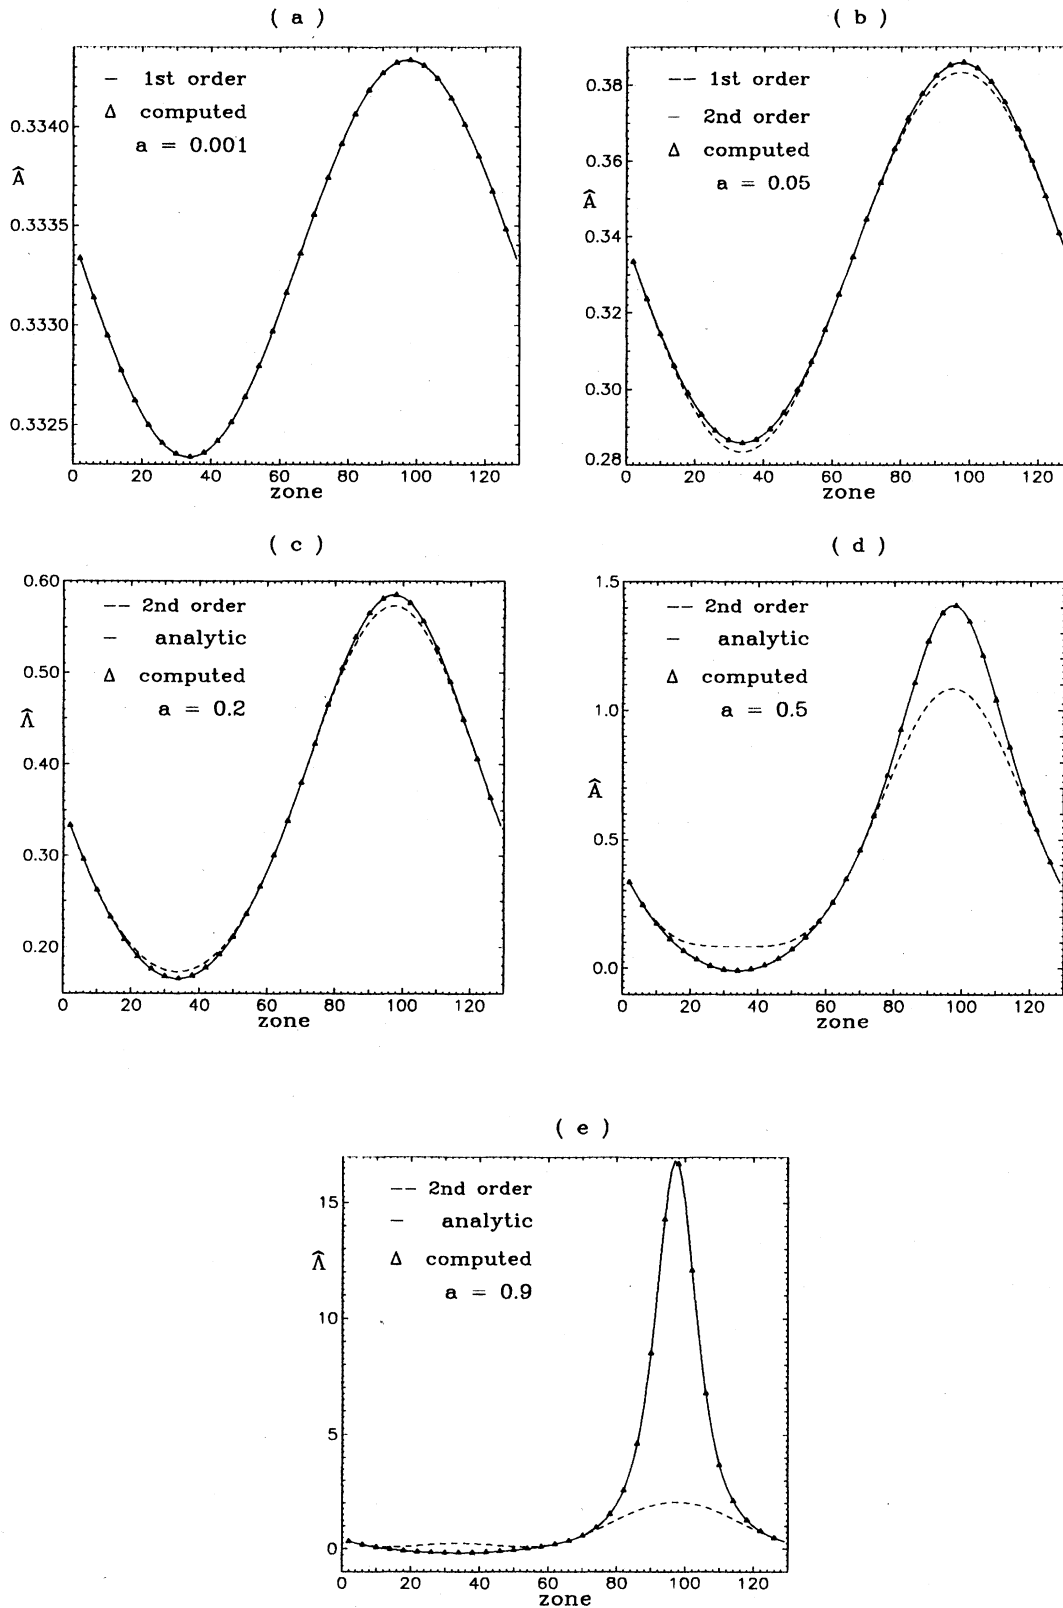 ( a )
— 1st order
Δ computed
a = 0.001
0.3340
Â
0.3335
0.3330
0.3325
0 20 40 60 80 100 120
zone
( b )
— — 1st order
— 2nd order
Δ computed
a = 0.05
0.38
0.36
Â
0.34
0.32
0.30
0.28
0 20 40 60 80 100 120
zone
( c )
— — 2nd order
— analytic
Δ computed
a = 0.2
0.60
0.50
Λ̂
0.40
0.30
0.20
0 20 40 60 80 100 120
zone
( d )
— — 2nd order
— analytic
Δ computed
a = 0.5
1.5
1.0
Â
0.5
0.0
0 20 40 60 80 100 120
zone
( e )
— — 2nd order
— analytic
Δ computed
a = 0.9
15
Λ̂
10
5
0
0 20 40 60 80 100 120
zone